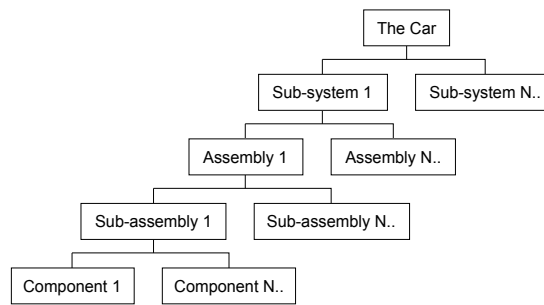 The Car
Sub-system 1
Sub-system N..
Assembly 1
Assembly N..
Sub-assembly 1
Sub-assembly N..
Component 1
Component N..